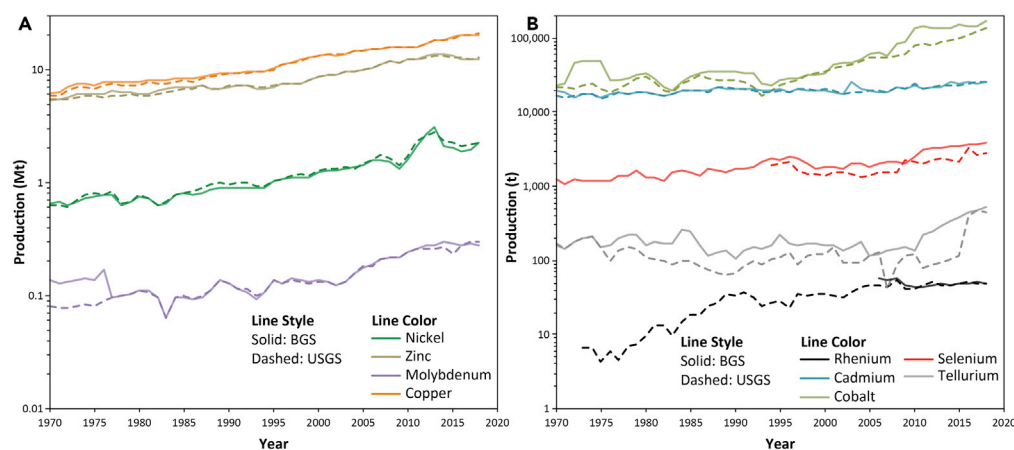 A
Production (Mt)
10
1
0.1
0.01
1970 1975 1980 1985 1990 1995 2000 2005 2010 2015 2020
Year
Line Style
Solid: BGS
Dashed: USGS
Line Color
Nickel
Zinc
Molybdenum
Copper
B
Production (t)
100,000
10,000
1,000
100
10
1
1970 1975 1980 1985 1990 1995 2000 2005 2010 2015 2020
Year
Line Style
Solid: BGS
Dashed: USGS
Line Color
Rhenium
Cadmium
Cobalt
Selenium
Tellurium